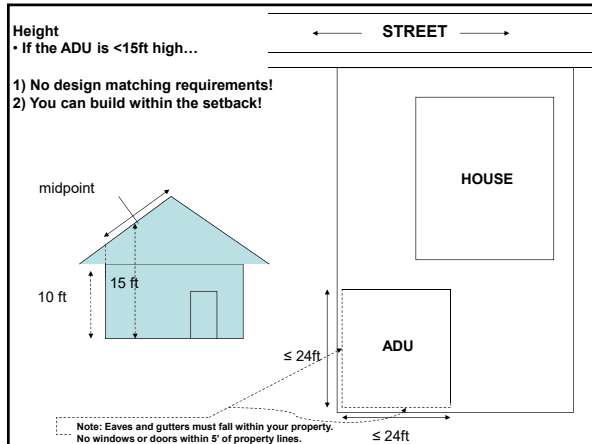 Height
• If the ADU is <15ft high…
1) No design matching requirements!
2) You can build within the setback!
STREET
HOUSE
midpoint
10 ft
15 ft
ADU
≤ 24ft
≤ 24ft
Note: Eaves and gutters must fall within your property.
No windows or doors within 5' of property lines.